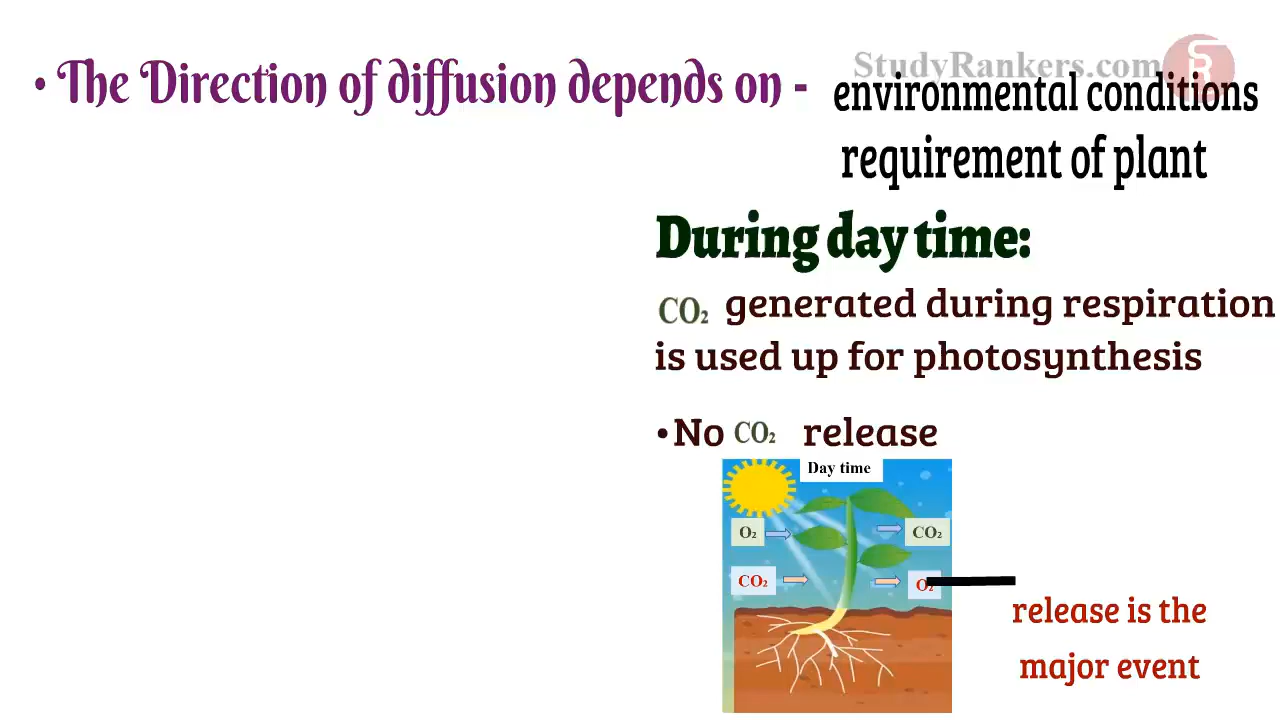 StudyRankers.com
SR
• The Direction of diffusion depends on - environmental conditions
requirement of plant
During day time:
CO₂ generated during respiration
is used up for photosynthesis
• No CO₂ release
Day time
O₂ CO₂
CO₂ O₂
release is the
major event